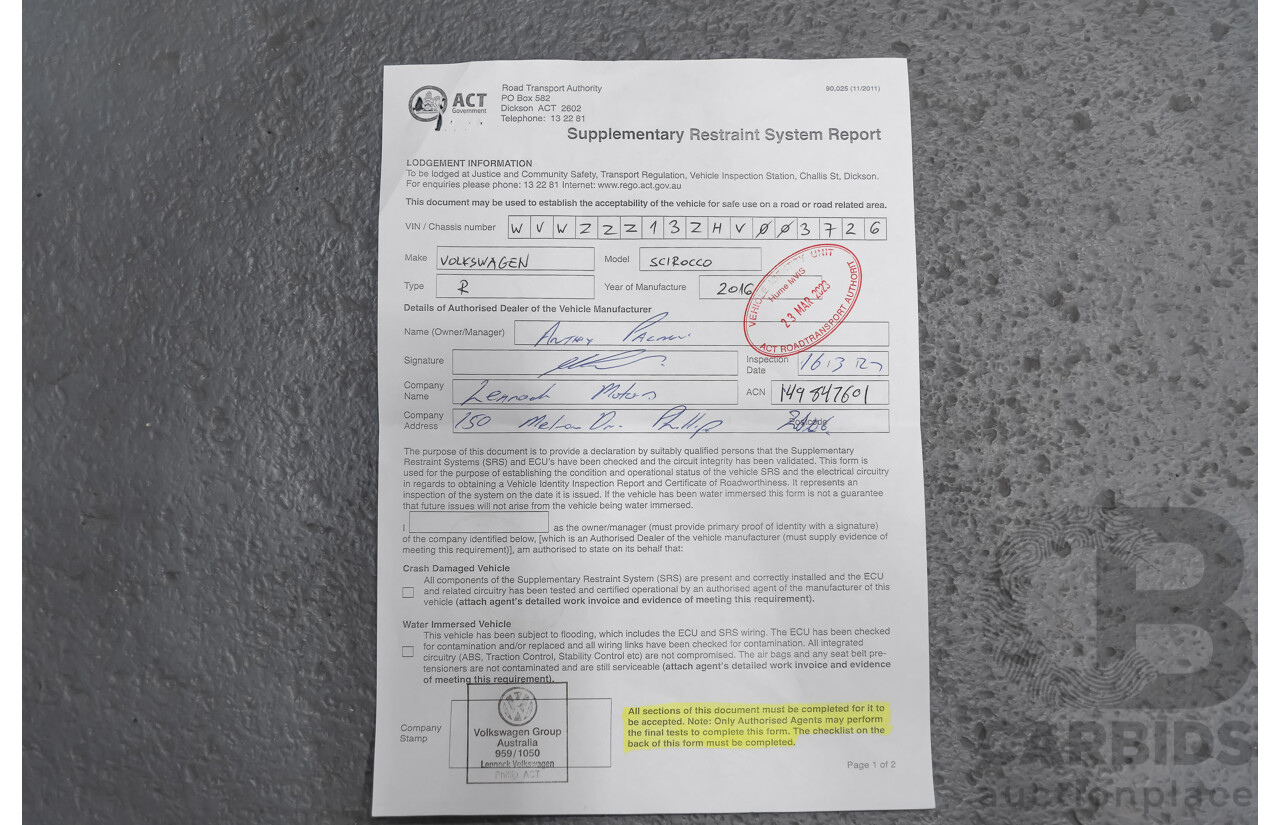 ACT
Government
Road Transport Authority
PO Box 582
Dickson ACT 2602
Telephone: 13 22 81
90.025 (11/2011)
Supplementary Restraint System Report
LODGEMENT INFORMATION
To be lodged at Justice and Community Safety, Transport Regulation, Vehicle Inspection Station, Challis St, Dickson.
For enquiries please phone: 13 22 81 Internet: www.rego.act.gov.au
This document may be used to establish the acceptability of the vehicle for safe use on a road or road related area.
VIN / Chassis number WVWZZZ13ZHV003726
Make VOLKSWAGEN Model SCIROCCO
Type R Year of Manufacture 2016
VEHICLE IDENTITY UNIT
Hume MVIS
23 MAR 2023
ACT ROAD TRANSPORT AUTHORITY
Details of Authorised Dealer of the Vehicle Manufacturer
Name (Owner/Manager)
Signature Inspection Date 16.3
Company Name Lennock Motors ACN 149847601
Company Address 150 Melrose Dr. Phillip Postcode
The purpose of this document is to provide a declaration by suitably qualified persons that the Supplementary
Restraint Systems (SRS) and ECU's have been checked and the circuit integrity has been validated. This form is
used for the purpose of establishing the condition and operational status of the vehicle SRS and the electrical circuitry
in regards to obtaining a Vehicle Identity Inspection Report and Certificate of Roadworthiness. It represents an
inspection of the system on the date it is issued. If the vehicle has been water immersed this form is not a guarantee
that future issues will not arise from the vehicle being water immersed.
I as the owner/manager (must provide primary proof of identity with a signature)
of the company identified below, [which is an Authorised Dealer of the vehicle manufacturer (must supply evidence of
meeting this requirement)], am authorised to state on its behalf that:
Crash Damaged Vehicle
All components of the Supplementary Restraint System (SRS) are present and correctly installed and the ECU
and related circuitry has been tested and certified operational by an authorised agent of the manufacturer of this
vehicle (attach agent's detailed work invoice and evidence of meeting this requirement).
Water Immersed Vehicle
This vehicle has been subject to flooding, which includes the ECU and SRS wiring. The ECU has been checked
for contamination and/or replaced and all wiring links have been checked for contamination. All integrated
circuitry (ABS, Traction Control, Stability Control etc) are not compromised. The air bags and any seat belt pre-
tensioners are not contaminated and are still serviceable (attach agent's detailed work invoice and evidence
of meeting this requirement).
Company
Stamp
Volkswagen Group
Australia
959/1050
Lennock Volkswagen
Phillip ACT
All sections of this document must be completed for it to
be accepted. Note: Only Authorised Agents may perform
the final tests to complete this form. The checklist on the
back of this form must be completed.
Page 1 of 2
CARBIDS
auctionplace